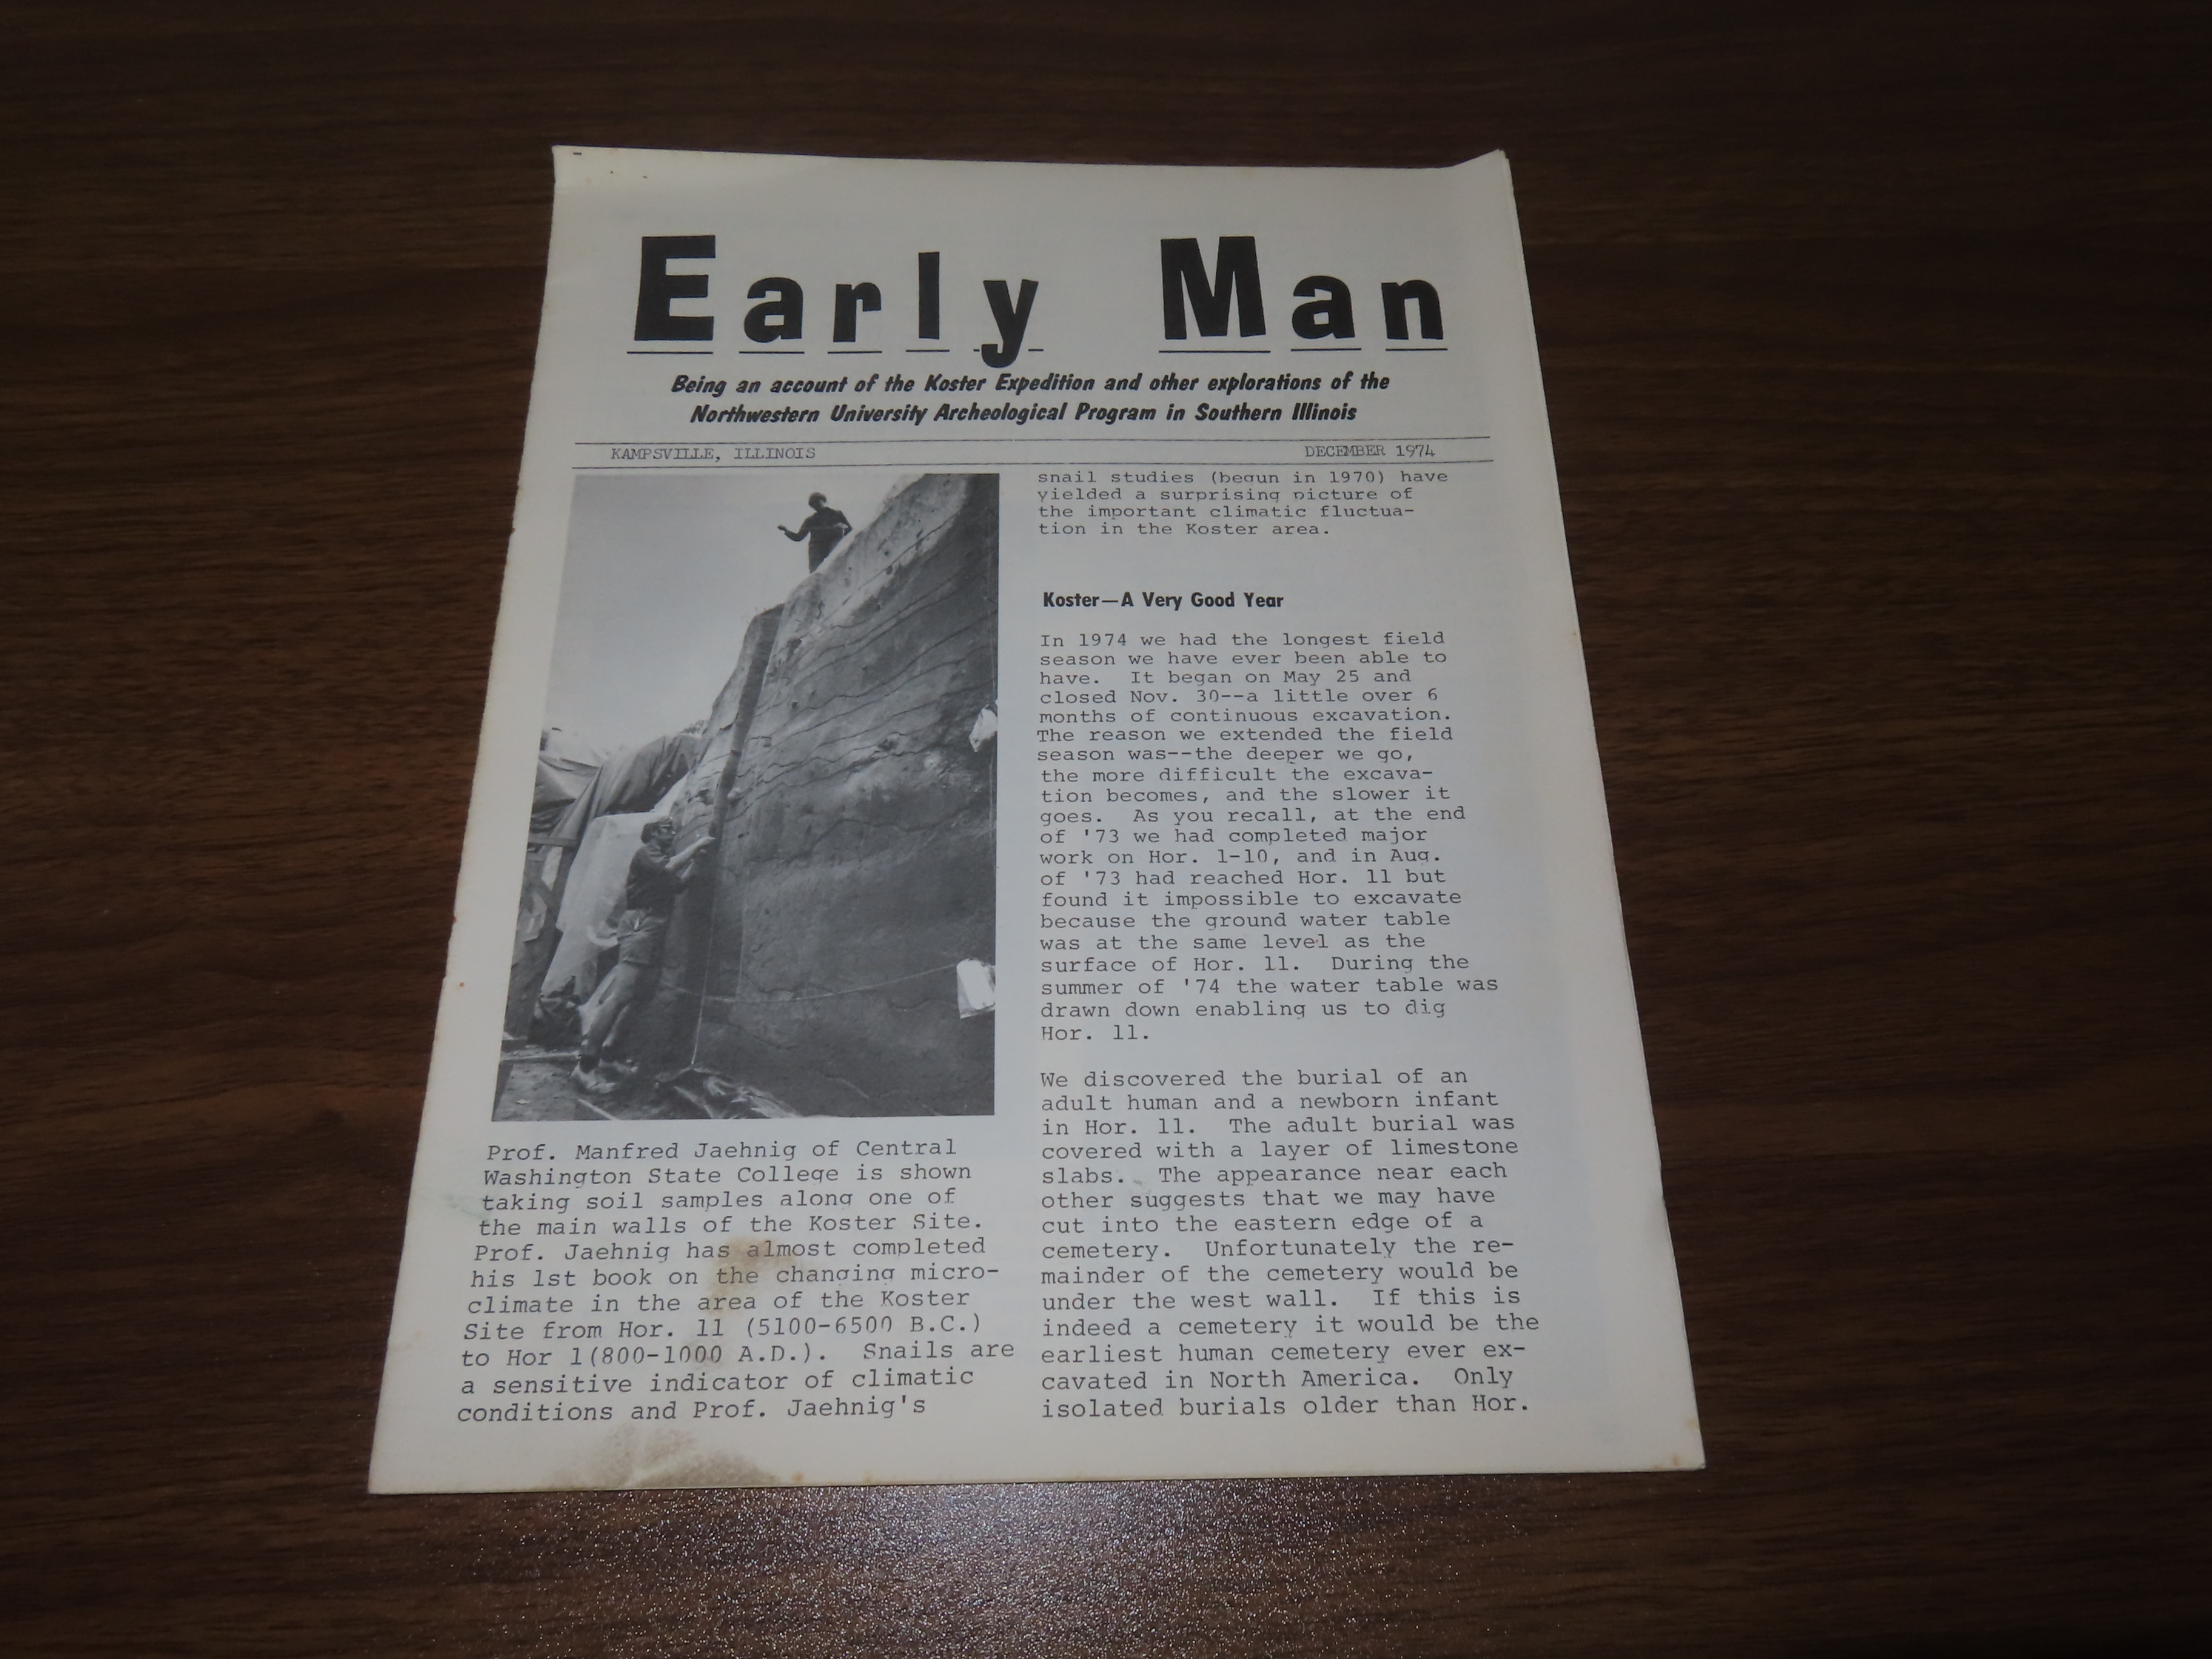 Early Man
Being an account of the Koster Expedition and other explorations of the
Northwestern University Archeological Program in Southern Illinois
KAMPSVILLE, ILLINOIS DECEMBER 1974
Prof. Manfred Jaehnig of Central
Washington State College is shown
taking soil samples along one of
the main walls of the Koster Site.
Prof. Jaehnig has almost completed
his 1st book on the changing micro-
climate in the area of the Koster
Site from Hor. 11 (5100-6500 B.C.)
to Hor 1(800-1000 A.D.). Snails are
a sensitive indicator of climatic
conditions and Prof. Jaehnig's
snail studies (begun in 1970) have
yielded a surprising picture of
the important climatic fluctua-
tion in the Koster area.
Koster—A Very Good Year
In 1974 we had the longest field
season we have ever been able to
have. It began on May 25 and
closed Nov. 30--a little over 6
months of continuous excavation.
The reason we extended the field
season was--the deeper we go,
the more difficult the excava-
tion becomes, and the slower it
goes. As you recall, at the end
of '73 we had completed major
work on Hor. 1-10, and in Aug.
of '73 had reached Hor. 11 but
found it impossible to excavate
because the ground water table
was at the same level as the
surface of Hor. 11. During the
summer of '74 the water table was
drawn down enabling us to dig
Hor. 11.
We discovered the burial of an
adult human and a newborn infant
in Hor. 11. The adult burial was
covered with a layer of limestone
slabs. The appearance near each
other suggests that we may have
cut into the eastern edge of a
cemetery. Unfortunately the re-
mainder of the cemetery would be
under the west wall. If this is
indeed a cemetery it would be the
earliest human cemetery ever ex-
cavated in North America. Only
isolated burials older than Hor.